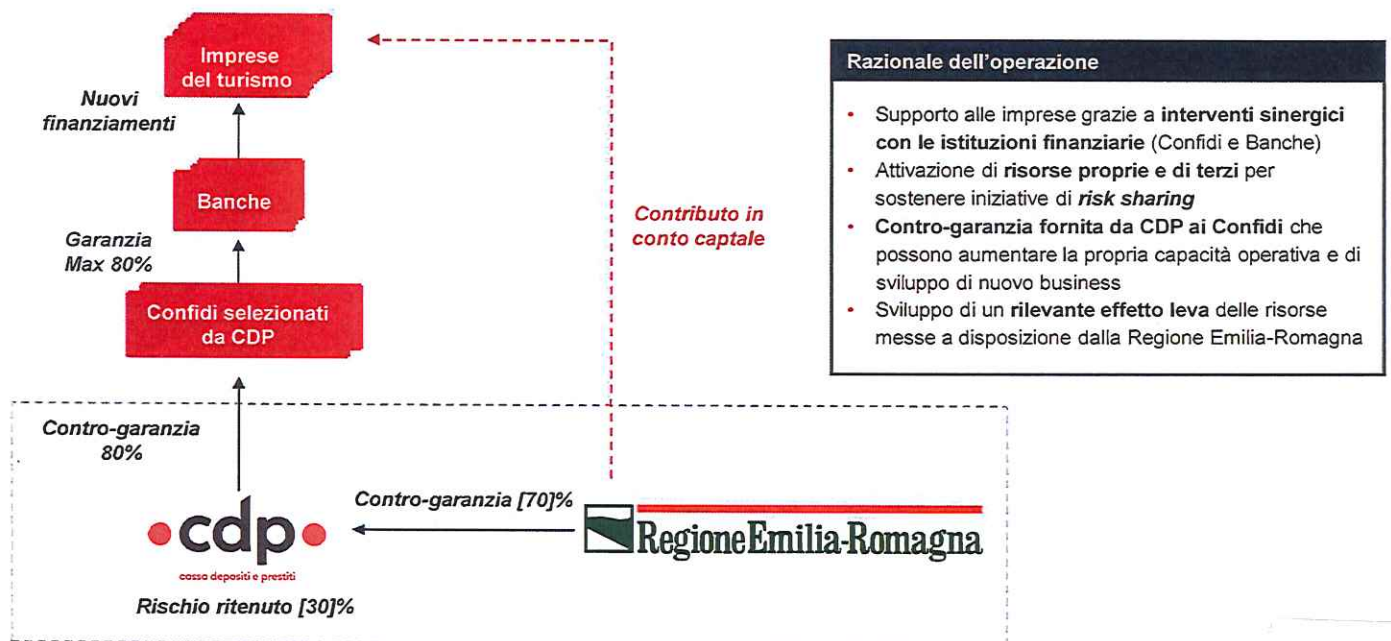 Imprese
del turismo
Nuovi
finanziamenti
Banche
Garanzia
Max 80%
Confidi selezionati
da CDP
Contributo in
conto captale
Contro-garanzia
80%
cdp
cassa depositi e prestiti
Rischio ritenuto [30]%
Contro-garanzia [70]%
RegioneEmilia-Romagna
Razionale dell'operazione
• Supporto alle imprese grazie a interventi sinergici
con le istituzioni finanziarie (Confidi e Banche)
• Attivazione di risorse proprie e di terzi per
sostenere iniziative di risk sharing
• Contro-garanzia fornita da CDP ai Confidi che
possono aumentare la propria capacità operativa e di
sviluppo di nuovo business
• Sviluppo di un rilevante effetto leva delle risorse
messe a disposizione dalla Regione Emilia-Romagna